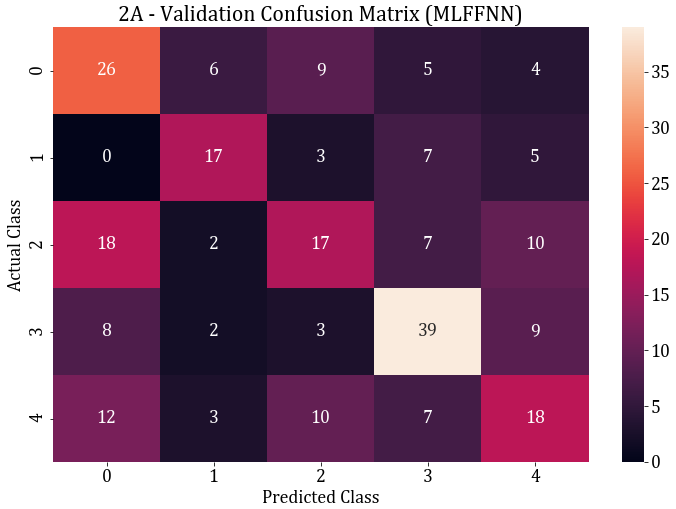 2A - Validation Confusion Matrix (MLFFNN)
Actual Class
0 26 6 9 5 4
1 0 17 3 7 5
2 18 2 17 7 10
3 8 2 3 39 9
4 12 3 10 7 18
0 1 2 3 4
Predicted Class
35
30
25
20
15
10
5
0